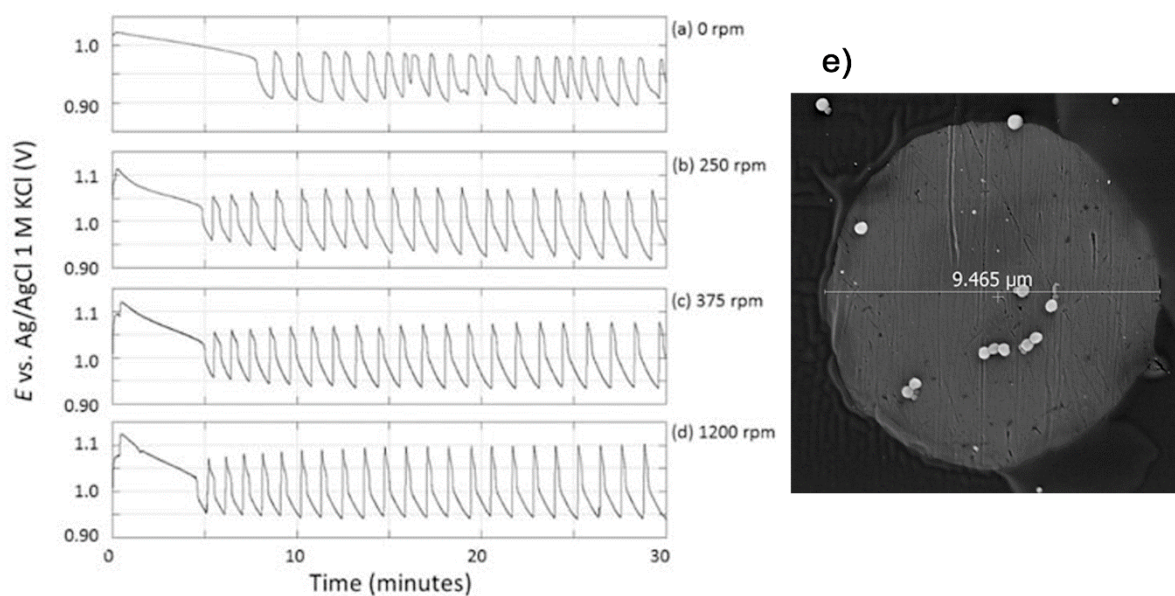 E vs. Ag/AgCl 1 M KCl (V)
(a) 0 rpm
1.0
0.90
(b) 250 rpm
1.1
1.0
0.90
(c) 375 rpm
1.1
1.0
0.90
(d) 1200 rpm
1.1
1.0
0.90
0 10 20 30
Time (minutes)
e)
9.465 µm